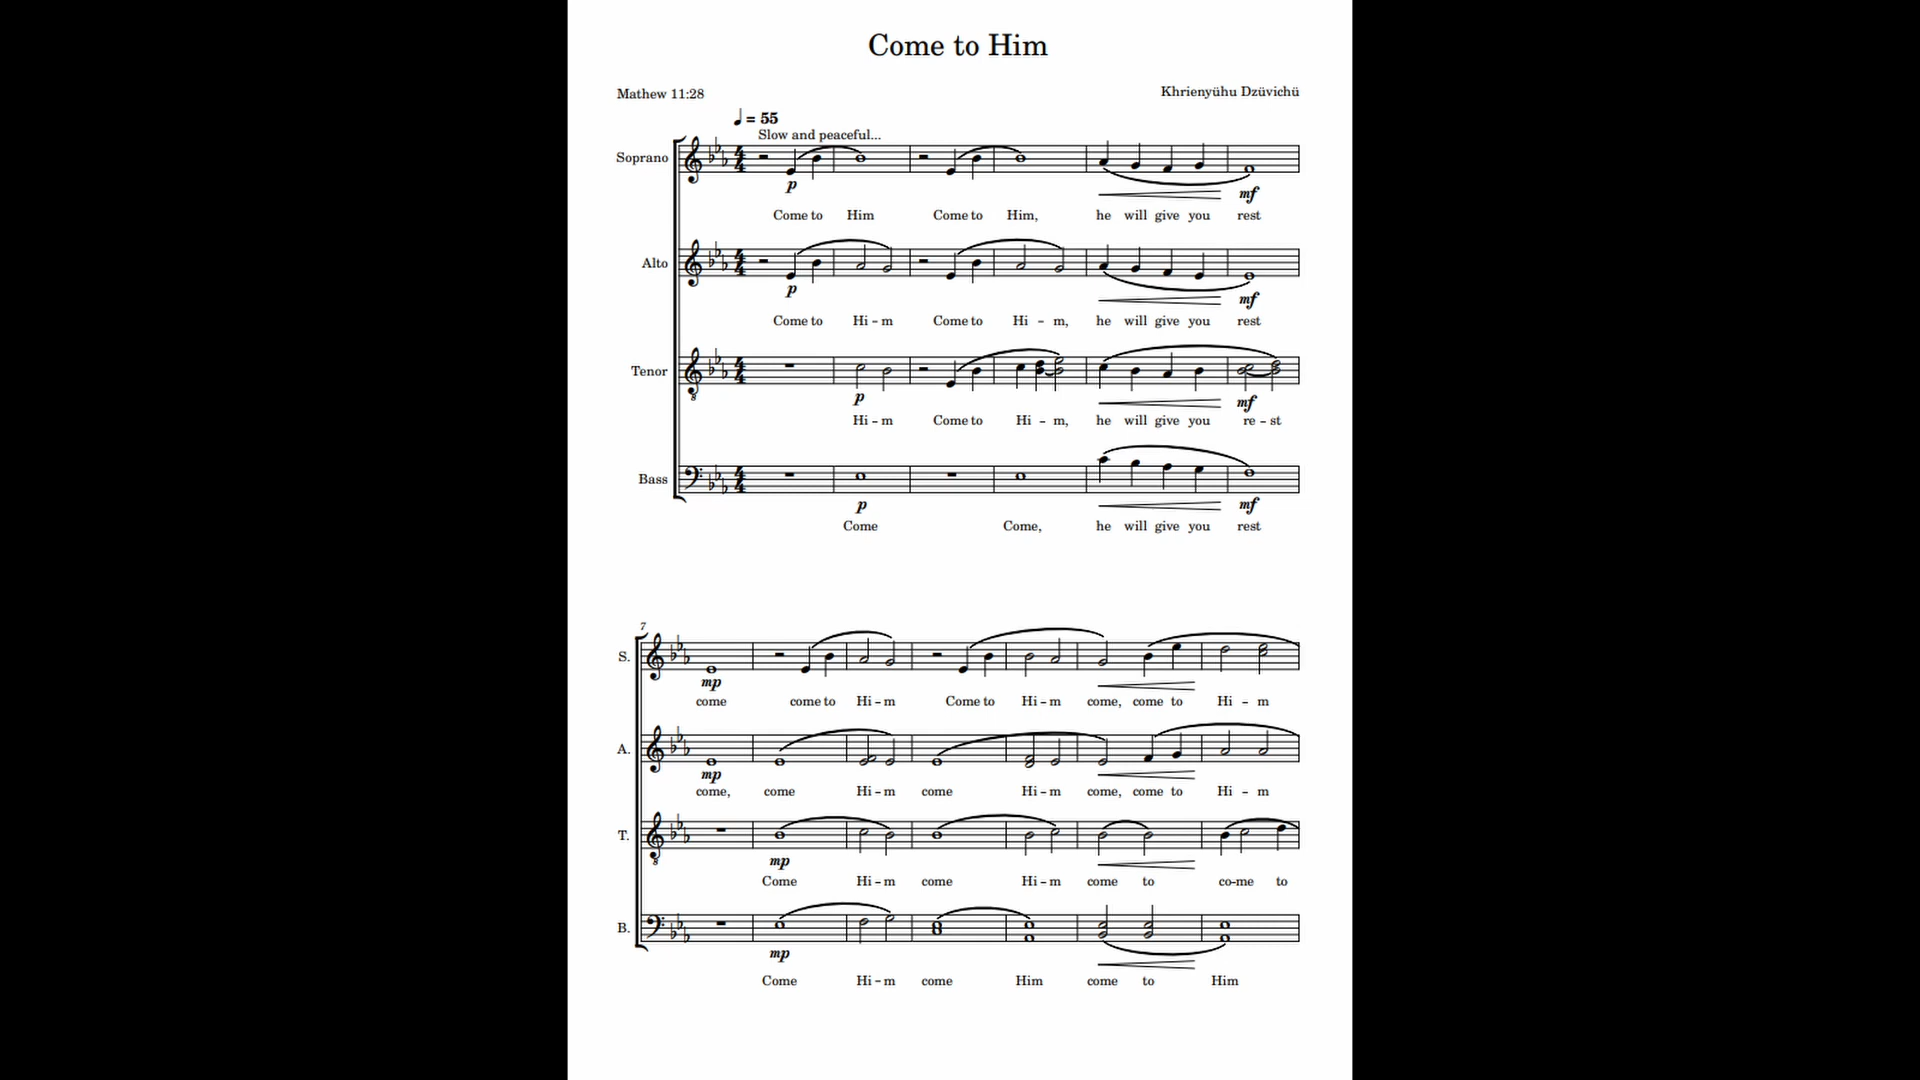 Come to Him
Mathew 11:28
Khrienyühu Dzüvichü
♩ = 55
Slow and peaceful...
Soprano
p
mf
Come to Him Come to Him, he will give you rest
Alto
p
mf
Come to Hi - m Come to Hi - m, he will give you rest
Tenor
8
p
mf
Hi - m Come to Hi - m, he will give you re - st
Bass
p
mf
Come Come, he will give you rest
7
S.
mp
come come to Hi - m Come to Hi - m come, come to Hi - m
A.
mp
come, come Hi - m come Hi - m come, come to Hi - m
T.
8
mp
Come Hi - m come Hi - m come to co-me to
B.
mp
Come Hi - m come Him come to Him